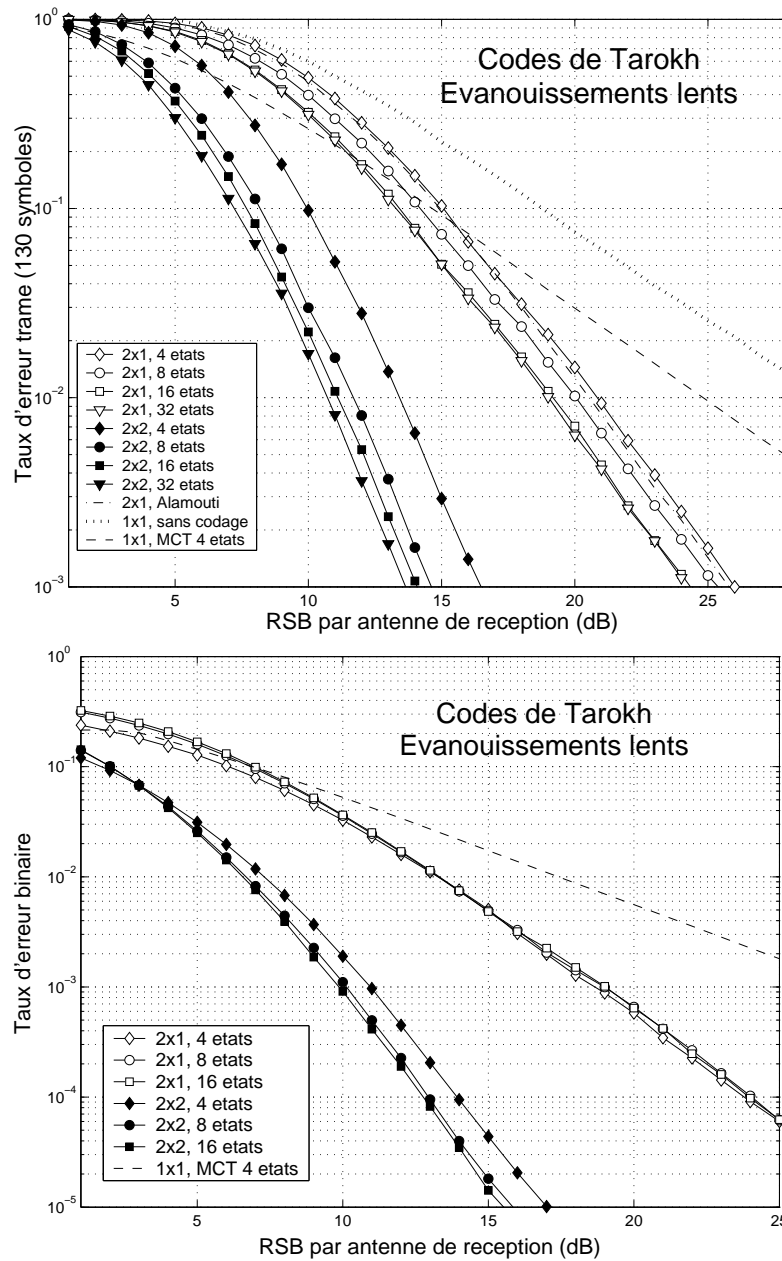 10⁰
Codes de Tarokh
Evanouissements lents
10⁻¹
Taux d'erreur trame (130 symboles)
2x1, 4 etats
2x1, 8 etats
2x1, 16 etats
2x1, 32 etats
2x2, 4 etats
2x2, 8 etats
2x2, 16 etats
2x2, 32 etats
2x1, Alamouti
1x1, sans codage
1x1, MCT 4 etats
10⁻²
10⁻³
5 10 15 20 25
RSB par antenne de reception (dB)
10⁰
Codes de Tarokh
Evanouissements lents
10⁻¹
10⁻²
Taux d'erreur binaire
10⁻³
2x1, 4 etats
2x1, 8 etats
2x1, 16 etats
2x2, 4 etats
2x2, 8 etats
2x2, 16 etats
1x1, MCT 4 etats
10⁻⁴
10⁻⁵
5 10 15 20 25
RSB par antenne de reception (dB)